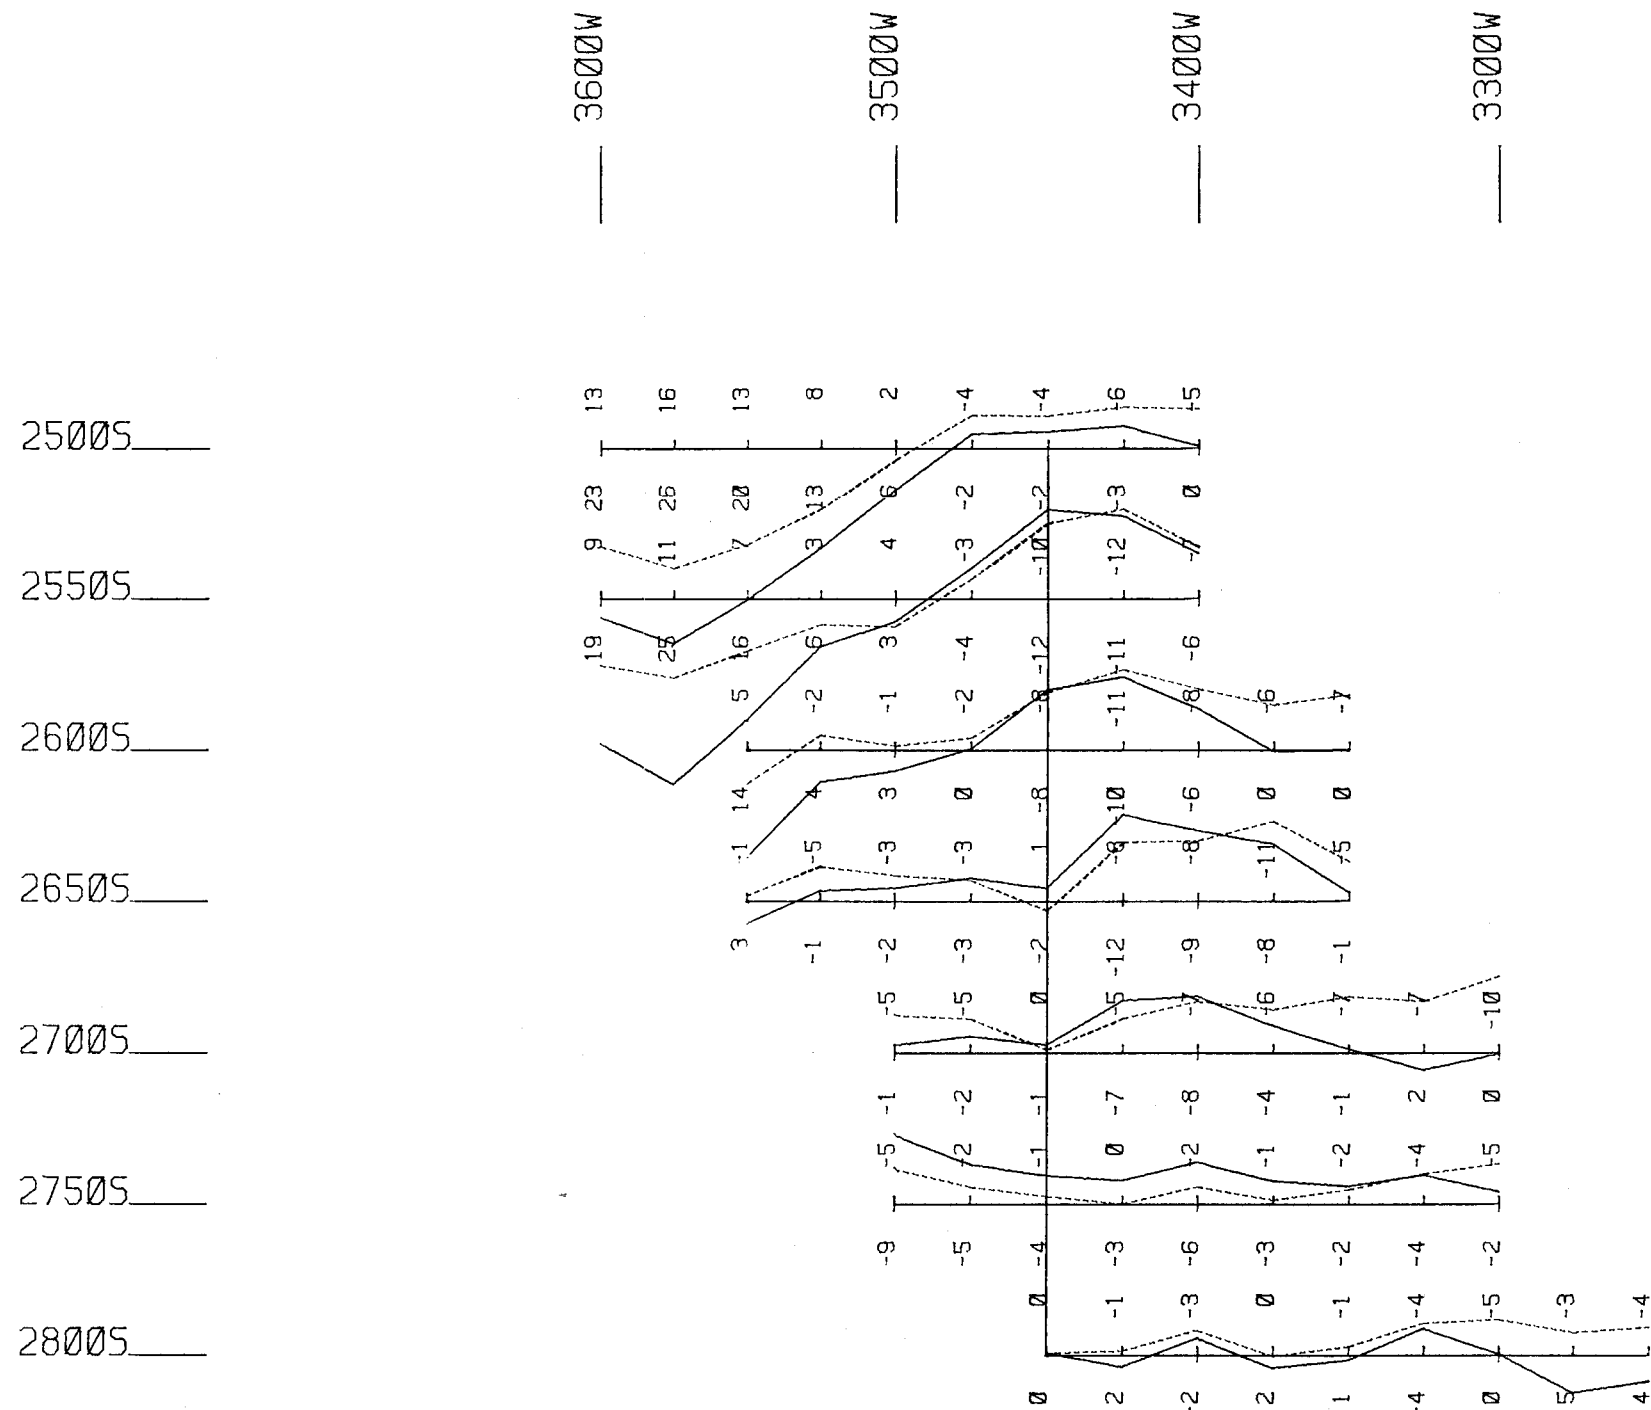 3600W 3500W 3400W 3300W
13 16 13 8 2 -4 -4 -6 -5
2500S
23 26 20 13 6 -2 -2 -3 0
9 11 7 3 4 -3 -10 -12 -7
2550S
19 25 16 6 3 -4 -12 -11 -6
5 -2 -1 -2 -8 -11 -8 -6 -7
2600S
14 4 3 0 -8 -10 -6 0 0
-1 -5 -3 -3 1 -8 -8 -11 -5
2650S
3 -1 -2 -3 -2 -12 -9 -8 -1
-5 -5 0 -5 -7 -6 -7 -7 -10
2700S
-1 -2 -1 -7 -8 -4 -1 2 0
-5 -2 -1 0 -2 -1 -2 -4 -5
2750S
-9 -5 -4 -3 -6 -3 -2 -4 -2
0 -1 -3 0 -1 -4 -5 -3 -4
2800S
0 2 -2 2 1 -4 0 5 4